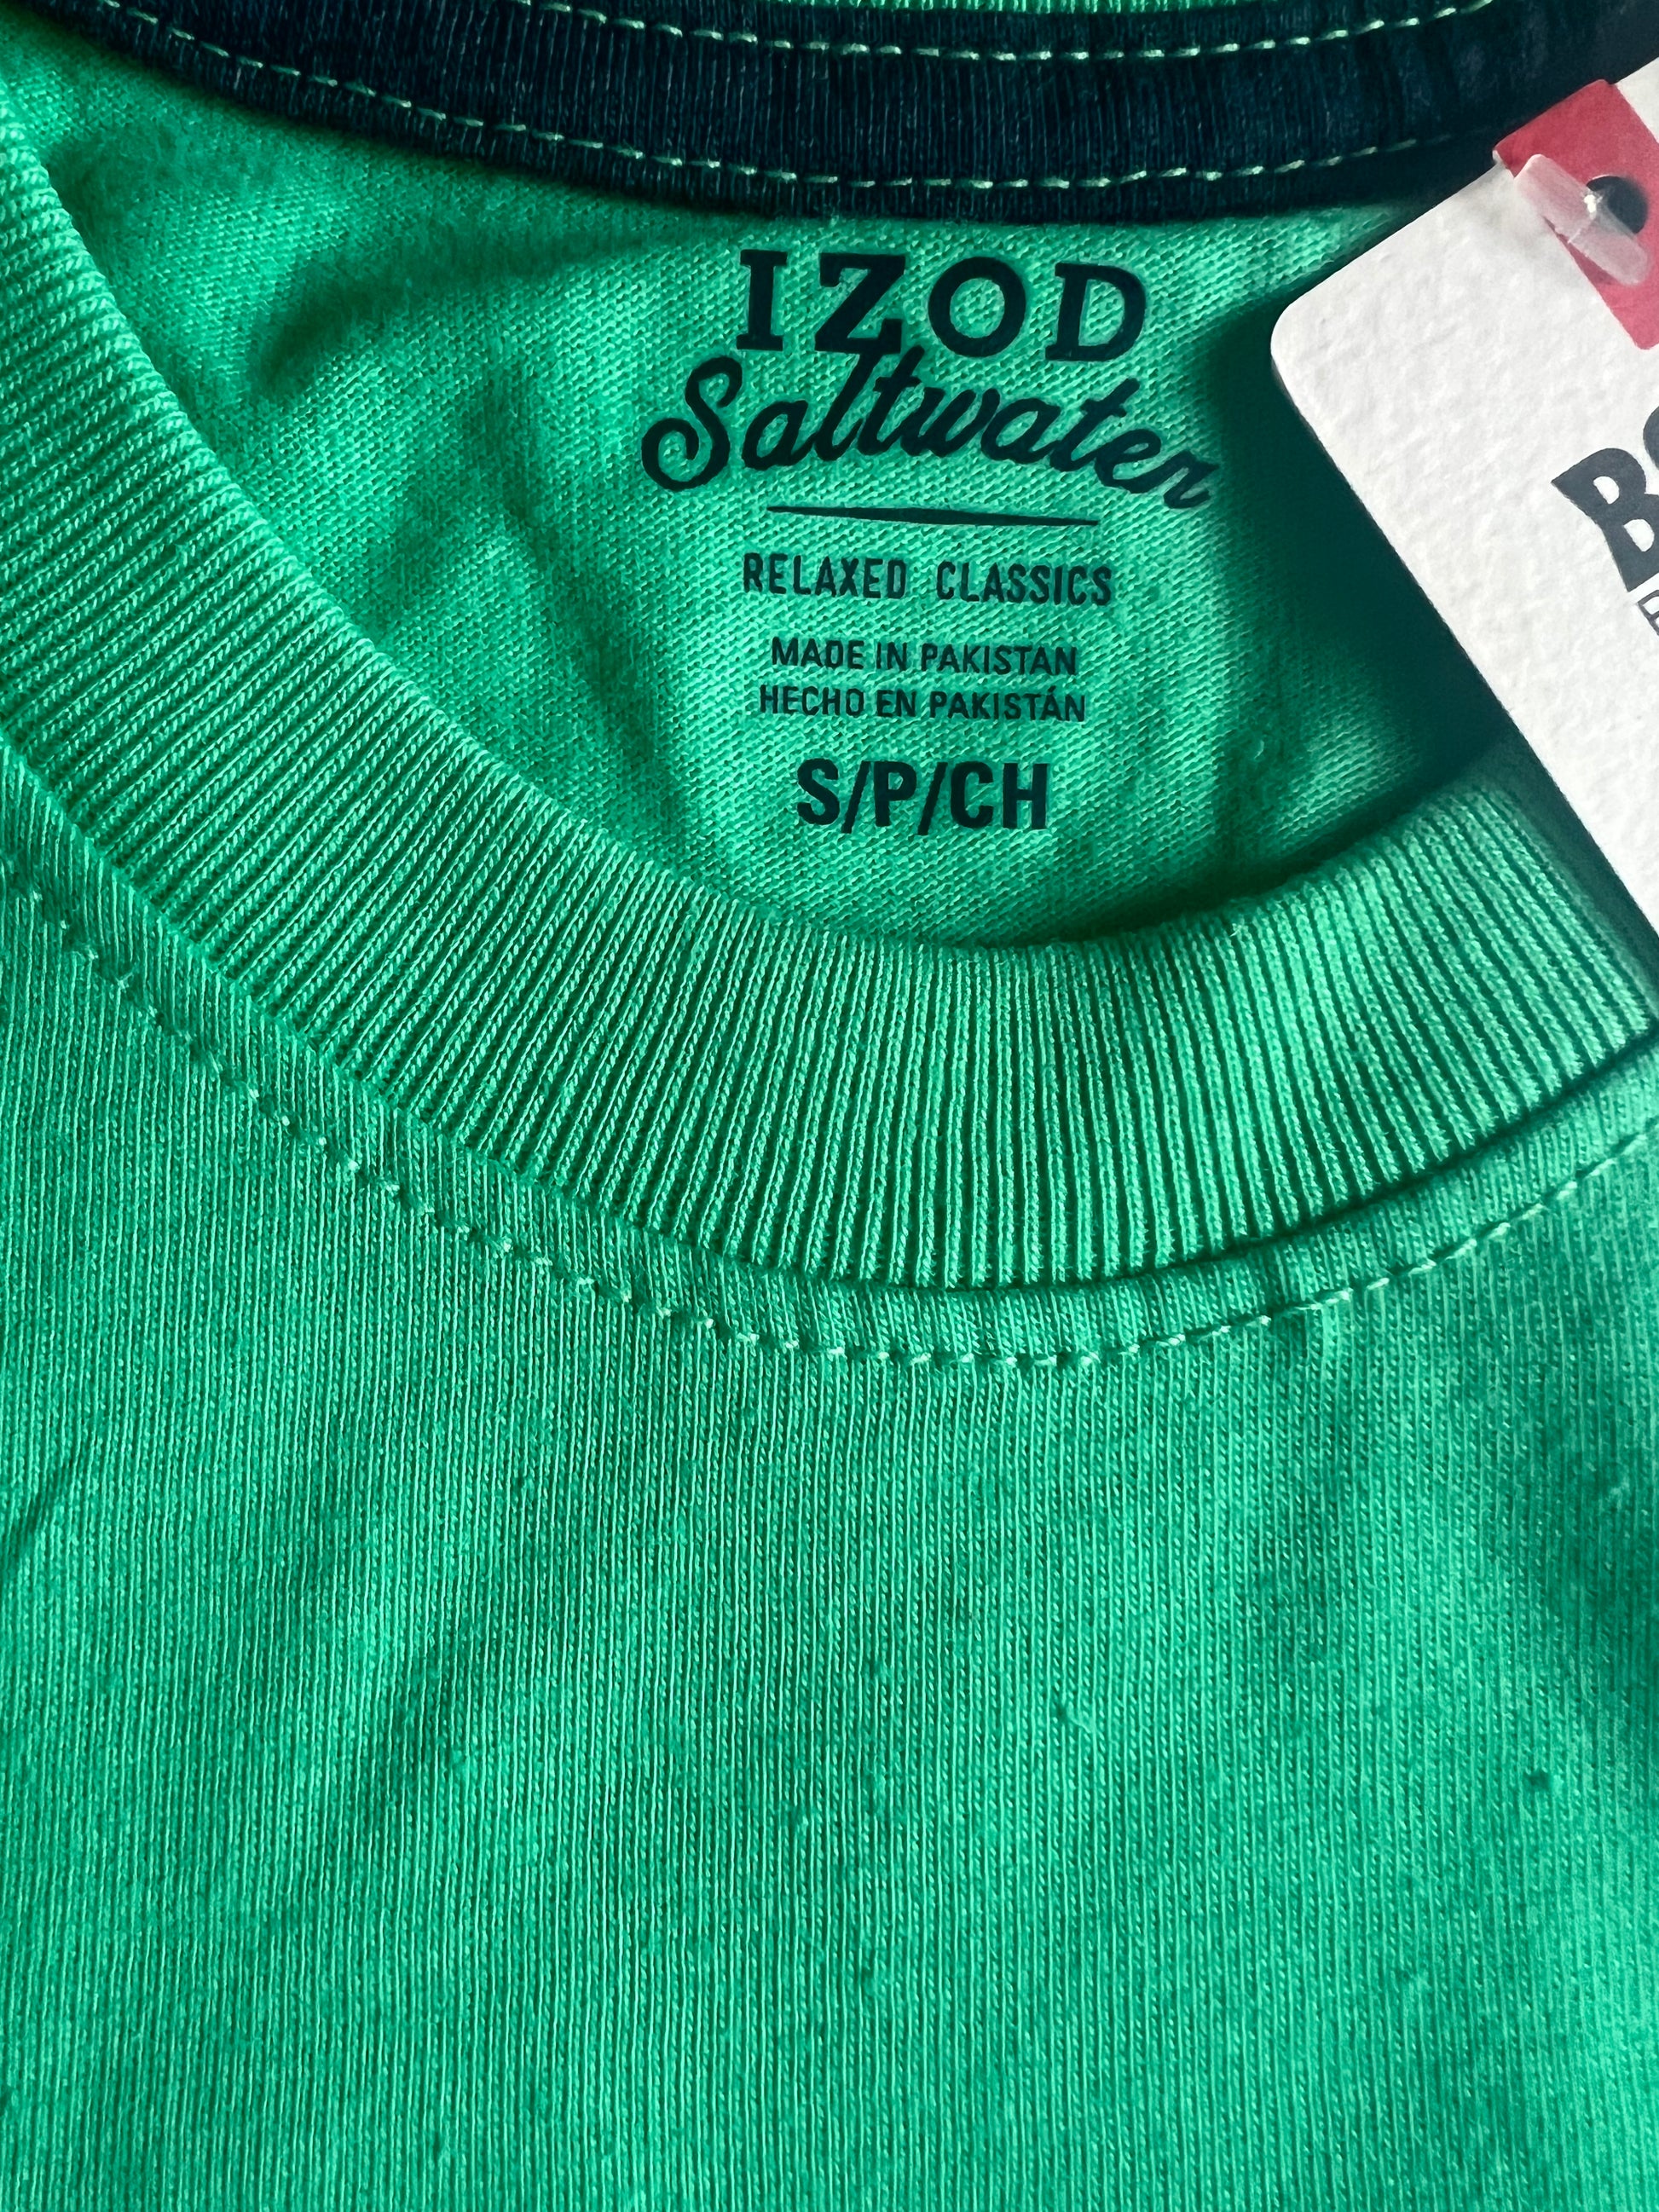 IZOD
Saltwater
RELAXED CLASSICS
MADE IN PAKISTAN
HECHO EN PAKISTÁN
S/P/CH